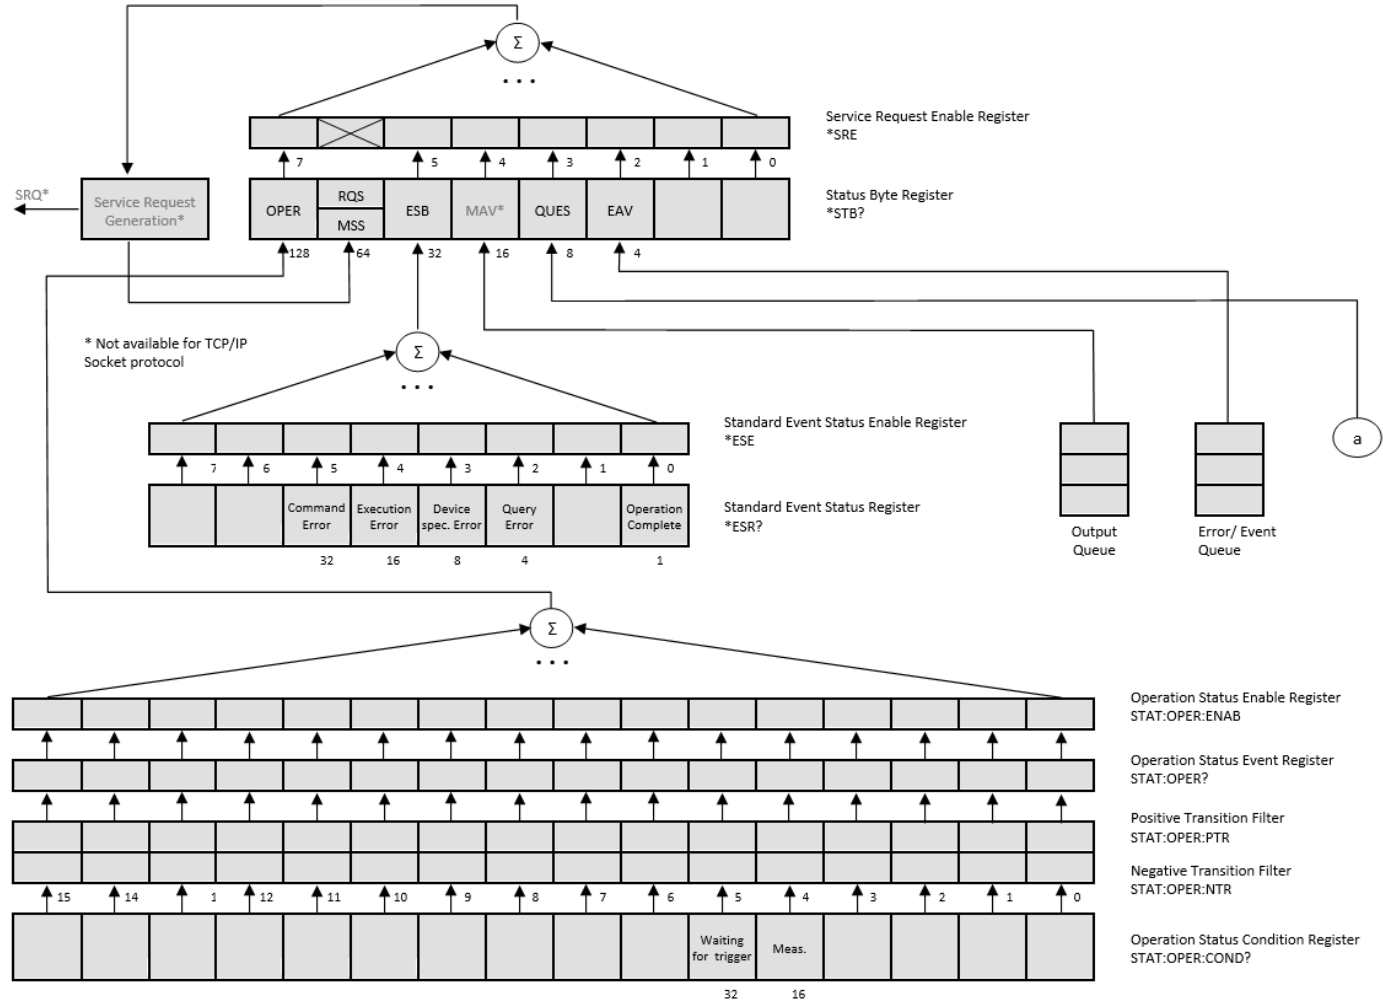 Σ
. . .
Service Request Enable Register
*SRE
7
5
4
3
2
1
0
SRQ*
Service Request
Generation*
OPER
RQS
MSS
ESB
MAV*
QUES
EAV
Status Byte Register
*STB?
128
64
32
16
8
4
* Not available for TCP/IP
Socket protocol
Σ
. . .
Standard Event Status Enable Register
*ESE
7
6
5
4
3
2
1
0
Command
Error
Execution
Error
Device
spec. Error
Query
Error
Operation
Complete
Standard Event Status Register
*ESR?
32
16
8
4
1
Output
Queue
Error/ Event
Queue
a
Σ
. . .
Operation Status Enable Register
STAT:OPER:ENAB
Operation Status Event Register
STAT:OPER?
Positive Transition Filter
STAT:OPER:PTR
Negative Transition Filter
STAT:OPER:NTR
15
14
1
12
11
10
9
8
7
6
5
4
3
2
1
0
Waiting
for trigger
Meas.
Operation Status Condition Register
STAT:OPER:COND?
32
16